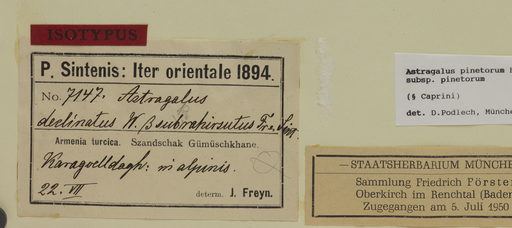 ISOTYPUS
P. Sintenis: Iter orientale 1894.
No. 7147. Astragalus
declinatus W. β subhirsutus Fr. & Sint.
Armenia turcica. Szandschak Gümüschkhane.
Karagoelldagh: in alpinis.
22. VII determ. J. Freyn.
Astragalus pinetorum
subsp. pinetorum
(§ Caprini)
det. D.Podlech, Münche
—STAATSHERBARIUM MÜNCHE
Sammlung Friedrich Förste
Oberkirch im Renchtal (Baden
Zugegangen am 5. Juli 1950